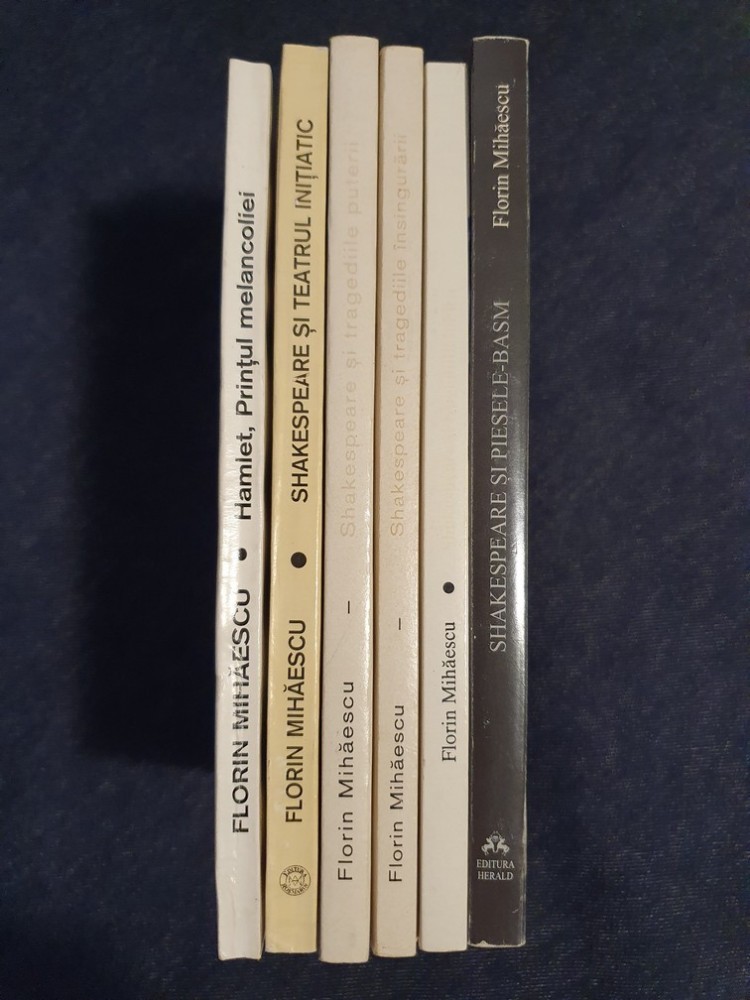 FLORIN MIHĂESCU • Hamlet, Prințul melancoliei
FLORIN MIHĂESCU • SHAKESPEARE ȘI TEATRUL INIȚIATIC
Florin Mihăescu – Shakespeare și tragediile puterii
Florin Mihăescu – Shakespeare și tragediile însingurării
Florin Mihăescu •
Florin Mihăescu
SHAKESPEARE ȘI PIESELE-BASM
EDITURA
HERALD